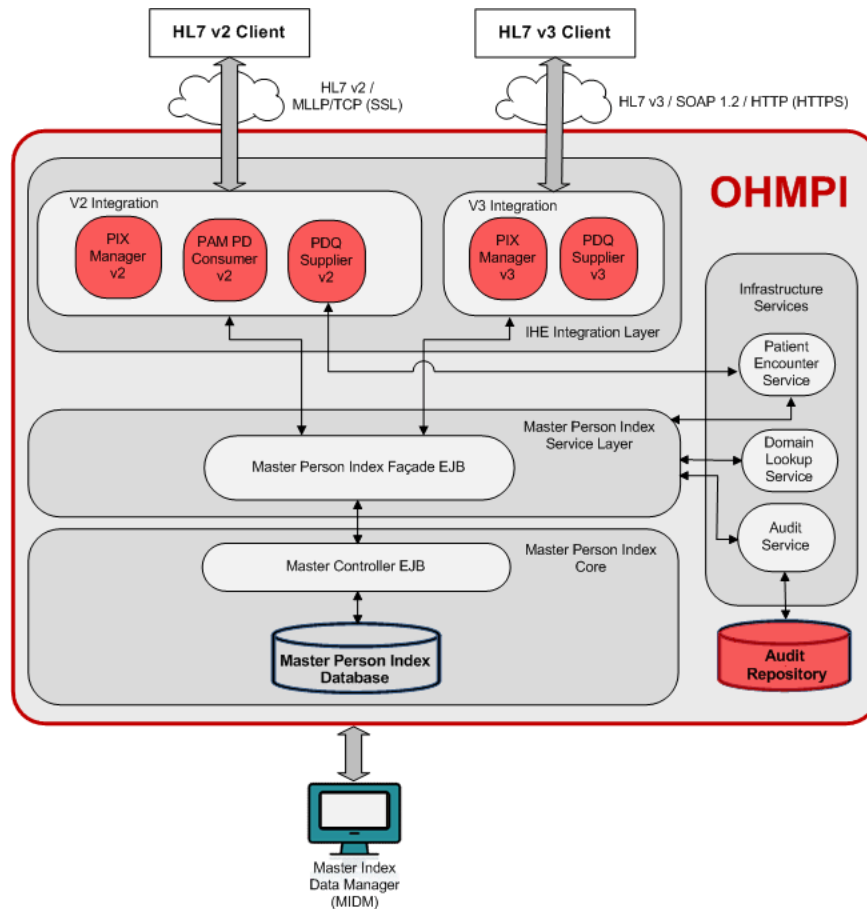 HL7 v2 Client
HL7 v3 Client
HL7 v2 /
MLLP/TCP (SSL)
HL7 v3 / SOAP 1.2 / HTTP (HTTPS)
OHMPI
V2 Integration
PIX
Manager
v2
PAM PD
Consumer
v2
PDQ
Supplier
v2
V3 Integration
PIX
Manager
v3
PDQ
Supplier
v3
IHE Integration Layer
Infrastructure
Services
Patient
Encounter
Service
Domain
Lookup
Service
Audit
Service
Master Person Index
Service Layer
Master Person Index Façade EJB
Master Person Index
Core
Master Controller EJB
Master Person Index
Database
Audit
Repository
Master Index
Data Manager
(MIDM)